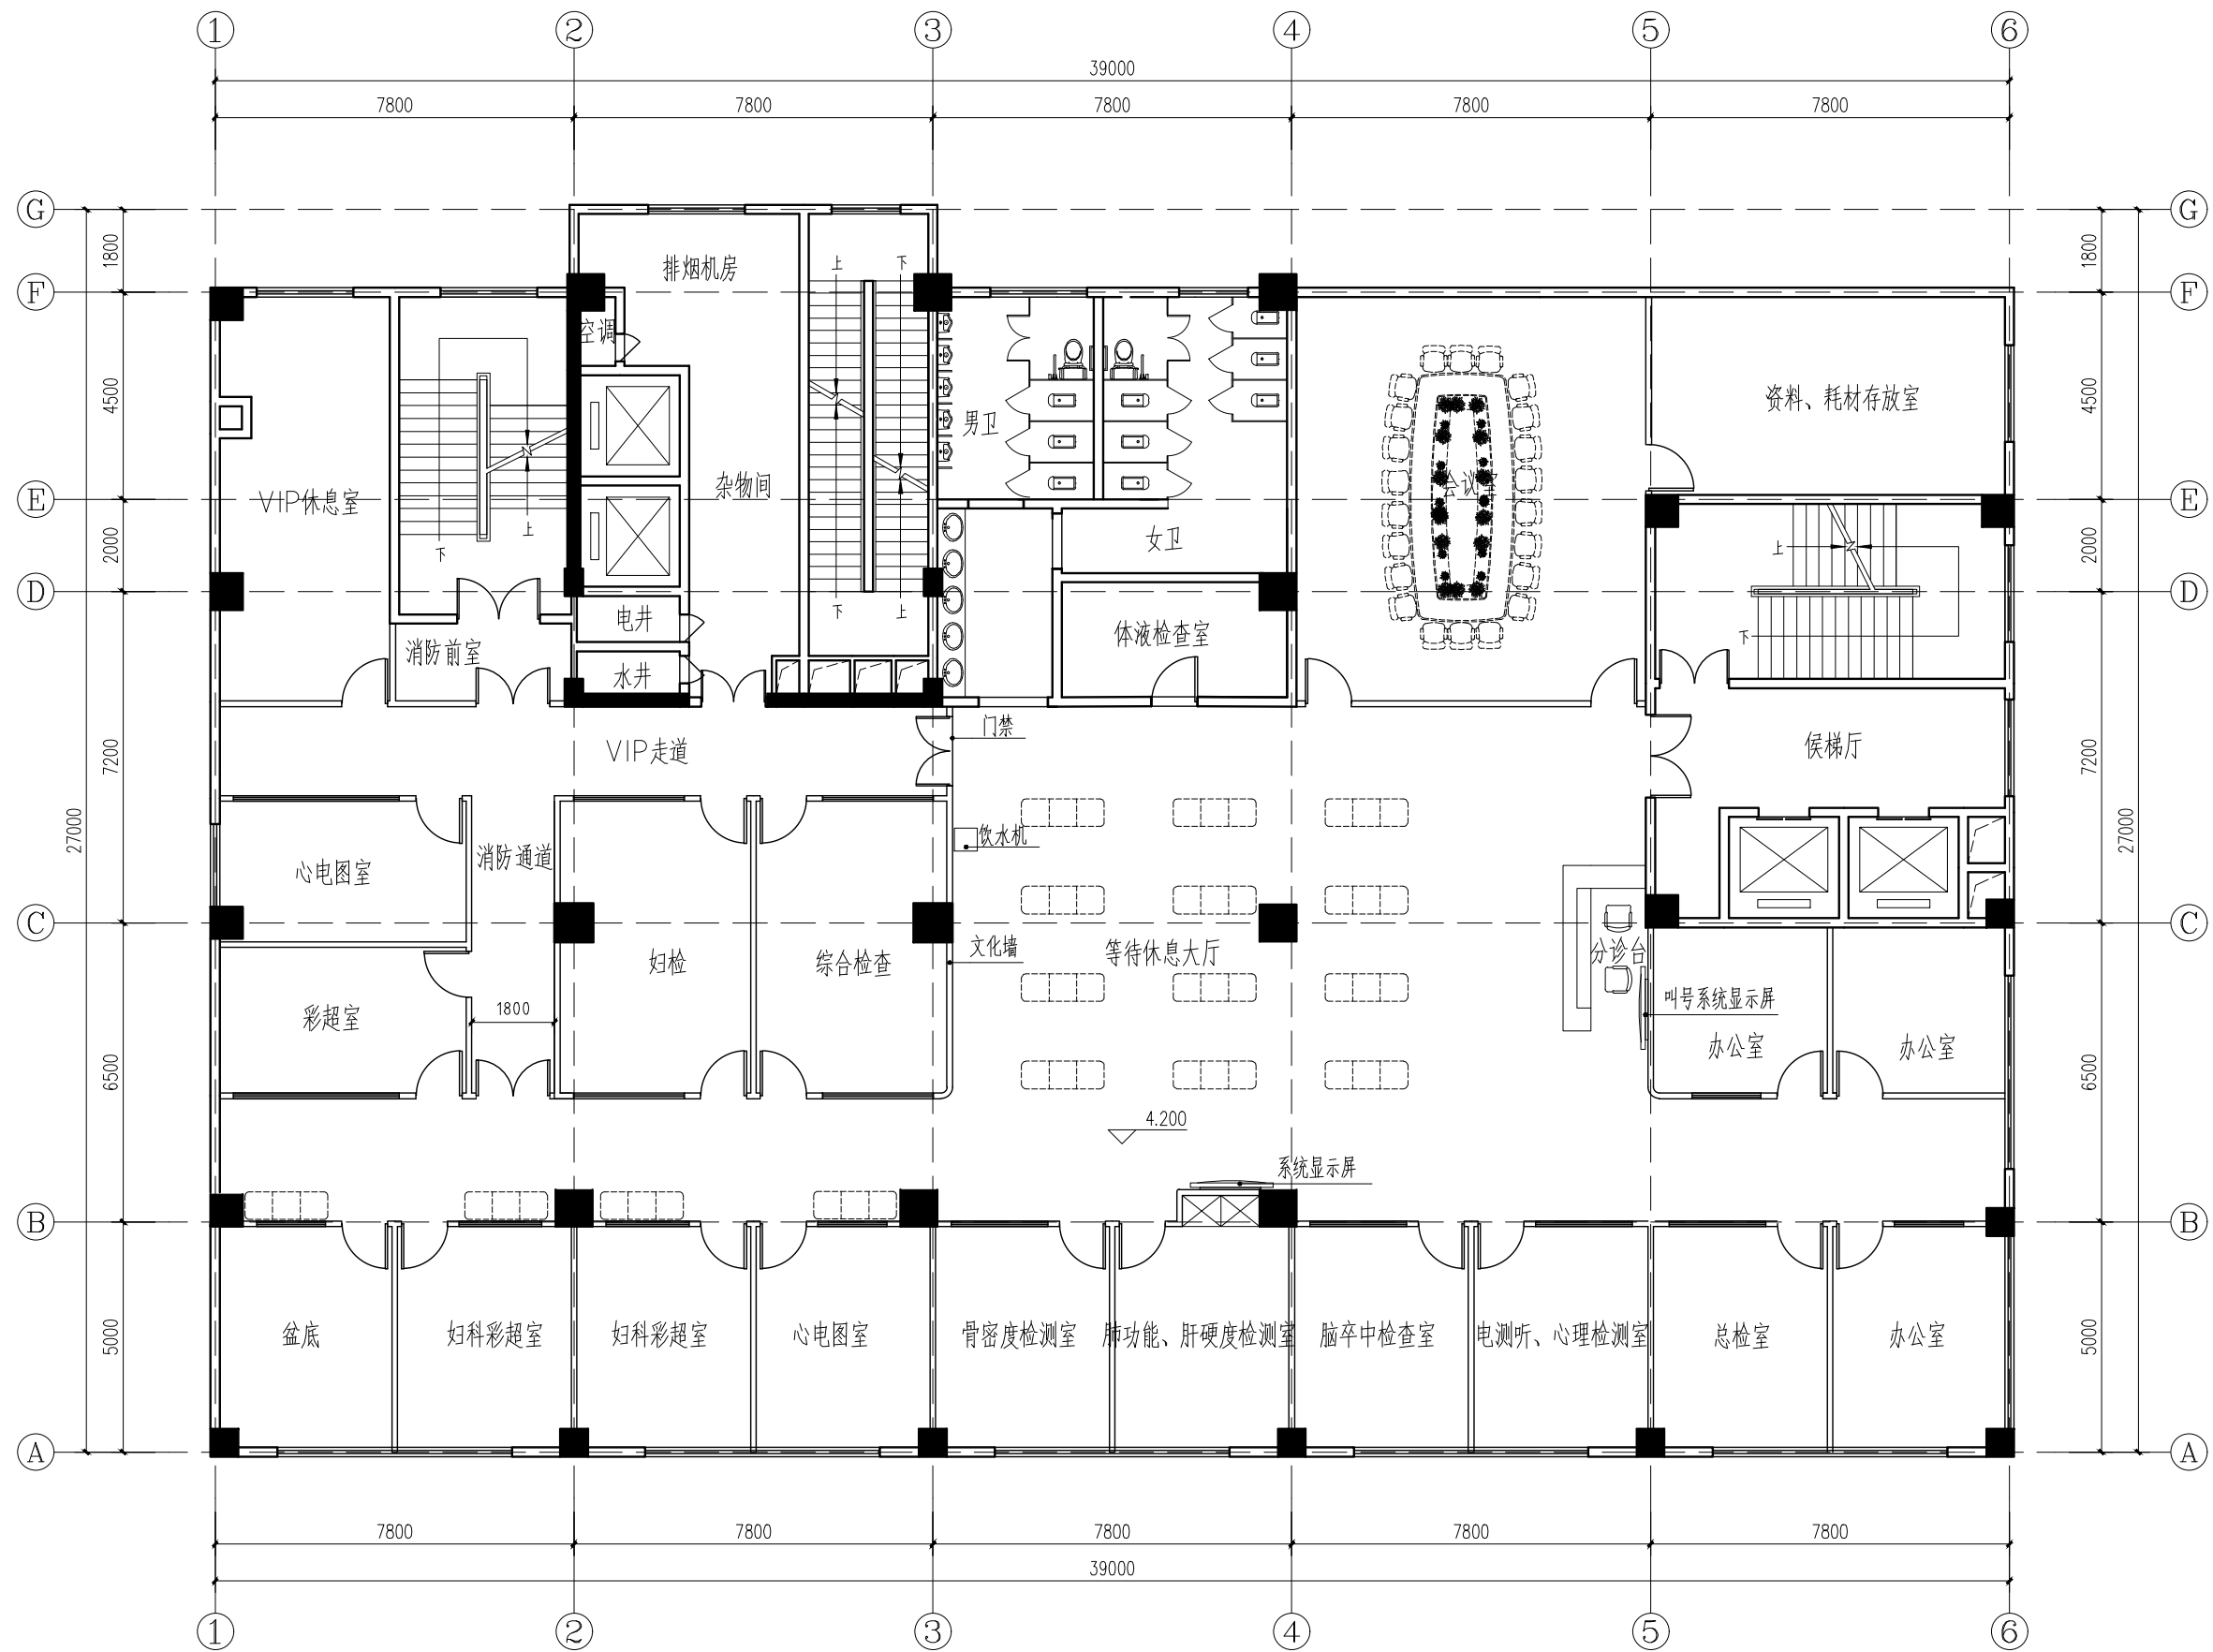 1 2 3 4 5 6
39000
7800 7800 7800 7800 7800
G G
1800 1800
排烟机房
上 下
F F
空调
4500 4500
资料、耗材存放室
男卫
杂物间
会议室
VIP休息室
E E
上
下
女卫
上
2000 2000
D D
电井
下 上
体液检查室
下
消防前室
水井
门禁
VIP走道
侯梯厅
7200 7200
27000 27000
饮水机
消防通道
心电图室
C C
文化墙
等待休息大厅
分诊台
妇检
综合检查
叫号系统显示屏
彩超室
1800
办公室
办公室
6500 6500
4.200
系统显示屏
B B
盆底
妇科彩超室
妇科彩超室
心电图室
骨密度检测室
肺功能、肝硬度检测室
脑卒中检查室
电测听、心理检测室
总检室
办公室
5000 5000
A A
7800 7800 7800 7800 7800
39000
1 2 3 4 5 6